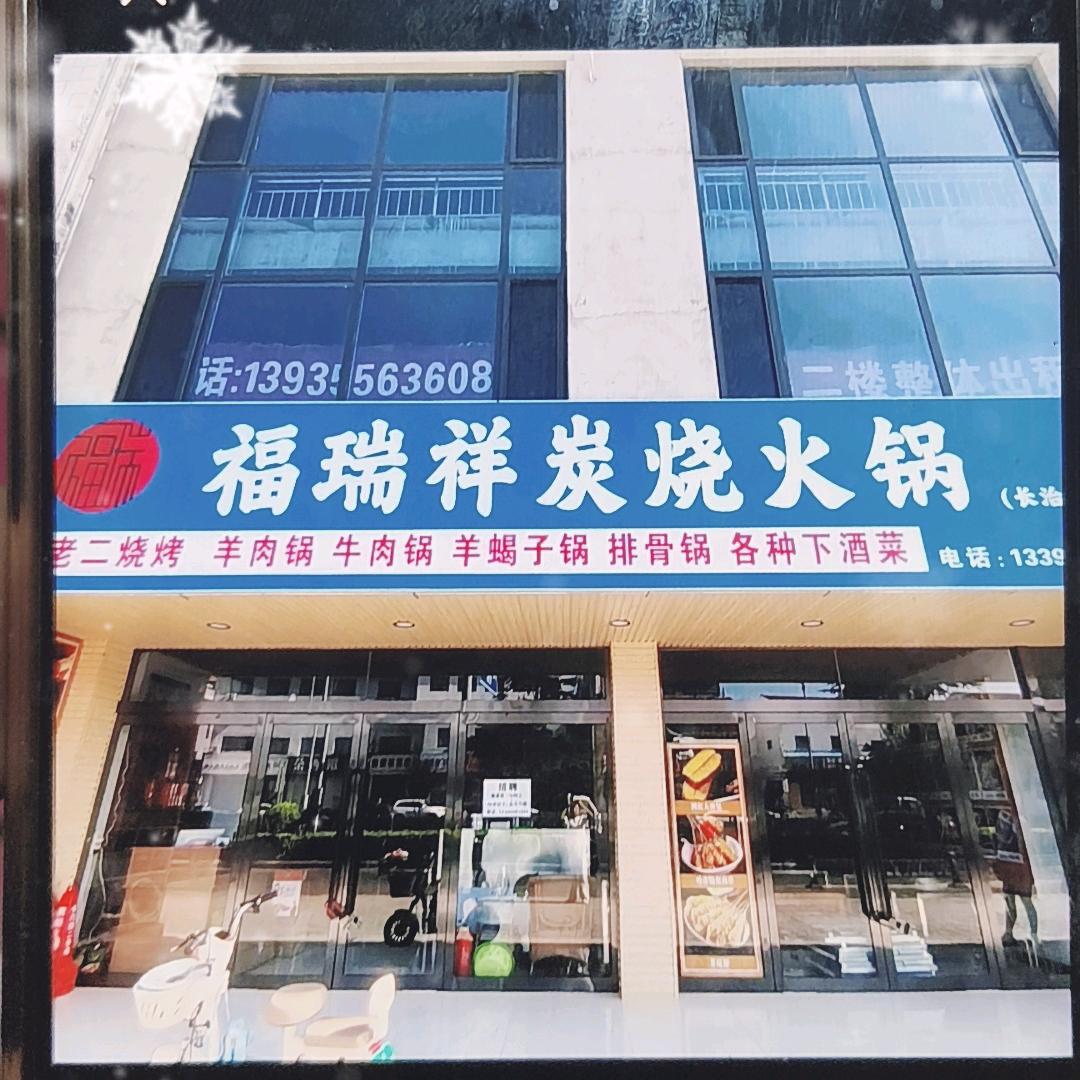 话:13935563608
二楼整体出租
福瑞祥炭烧火锅
(长治
老二烧烤 羊肉锅 牛肉锅 羊蝎子锅 排骨锅 各种下酒菜
电话:1339
招聘